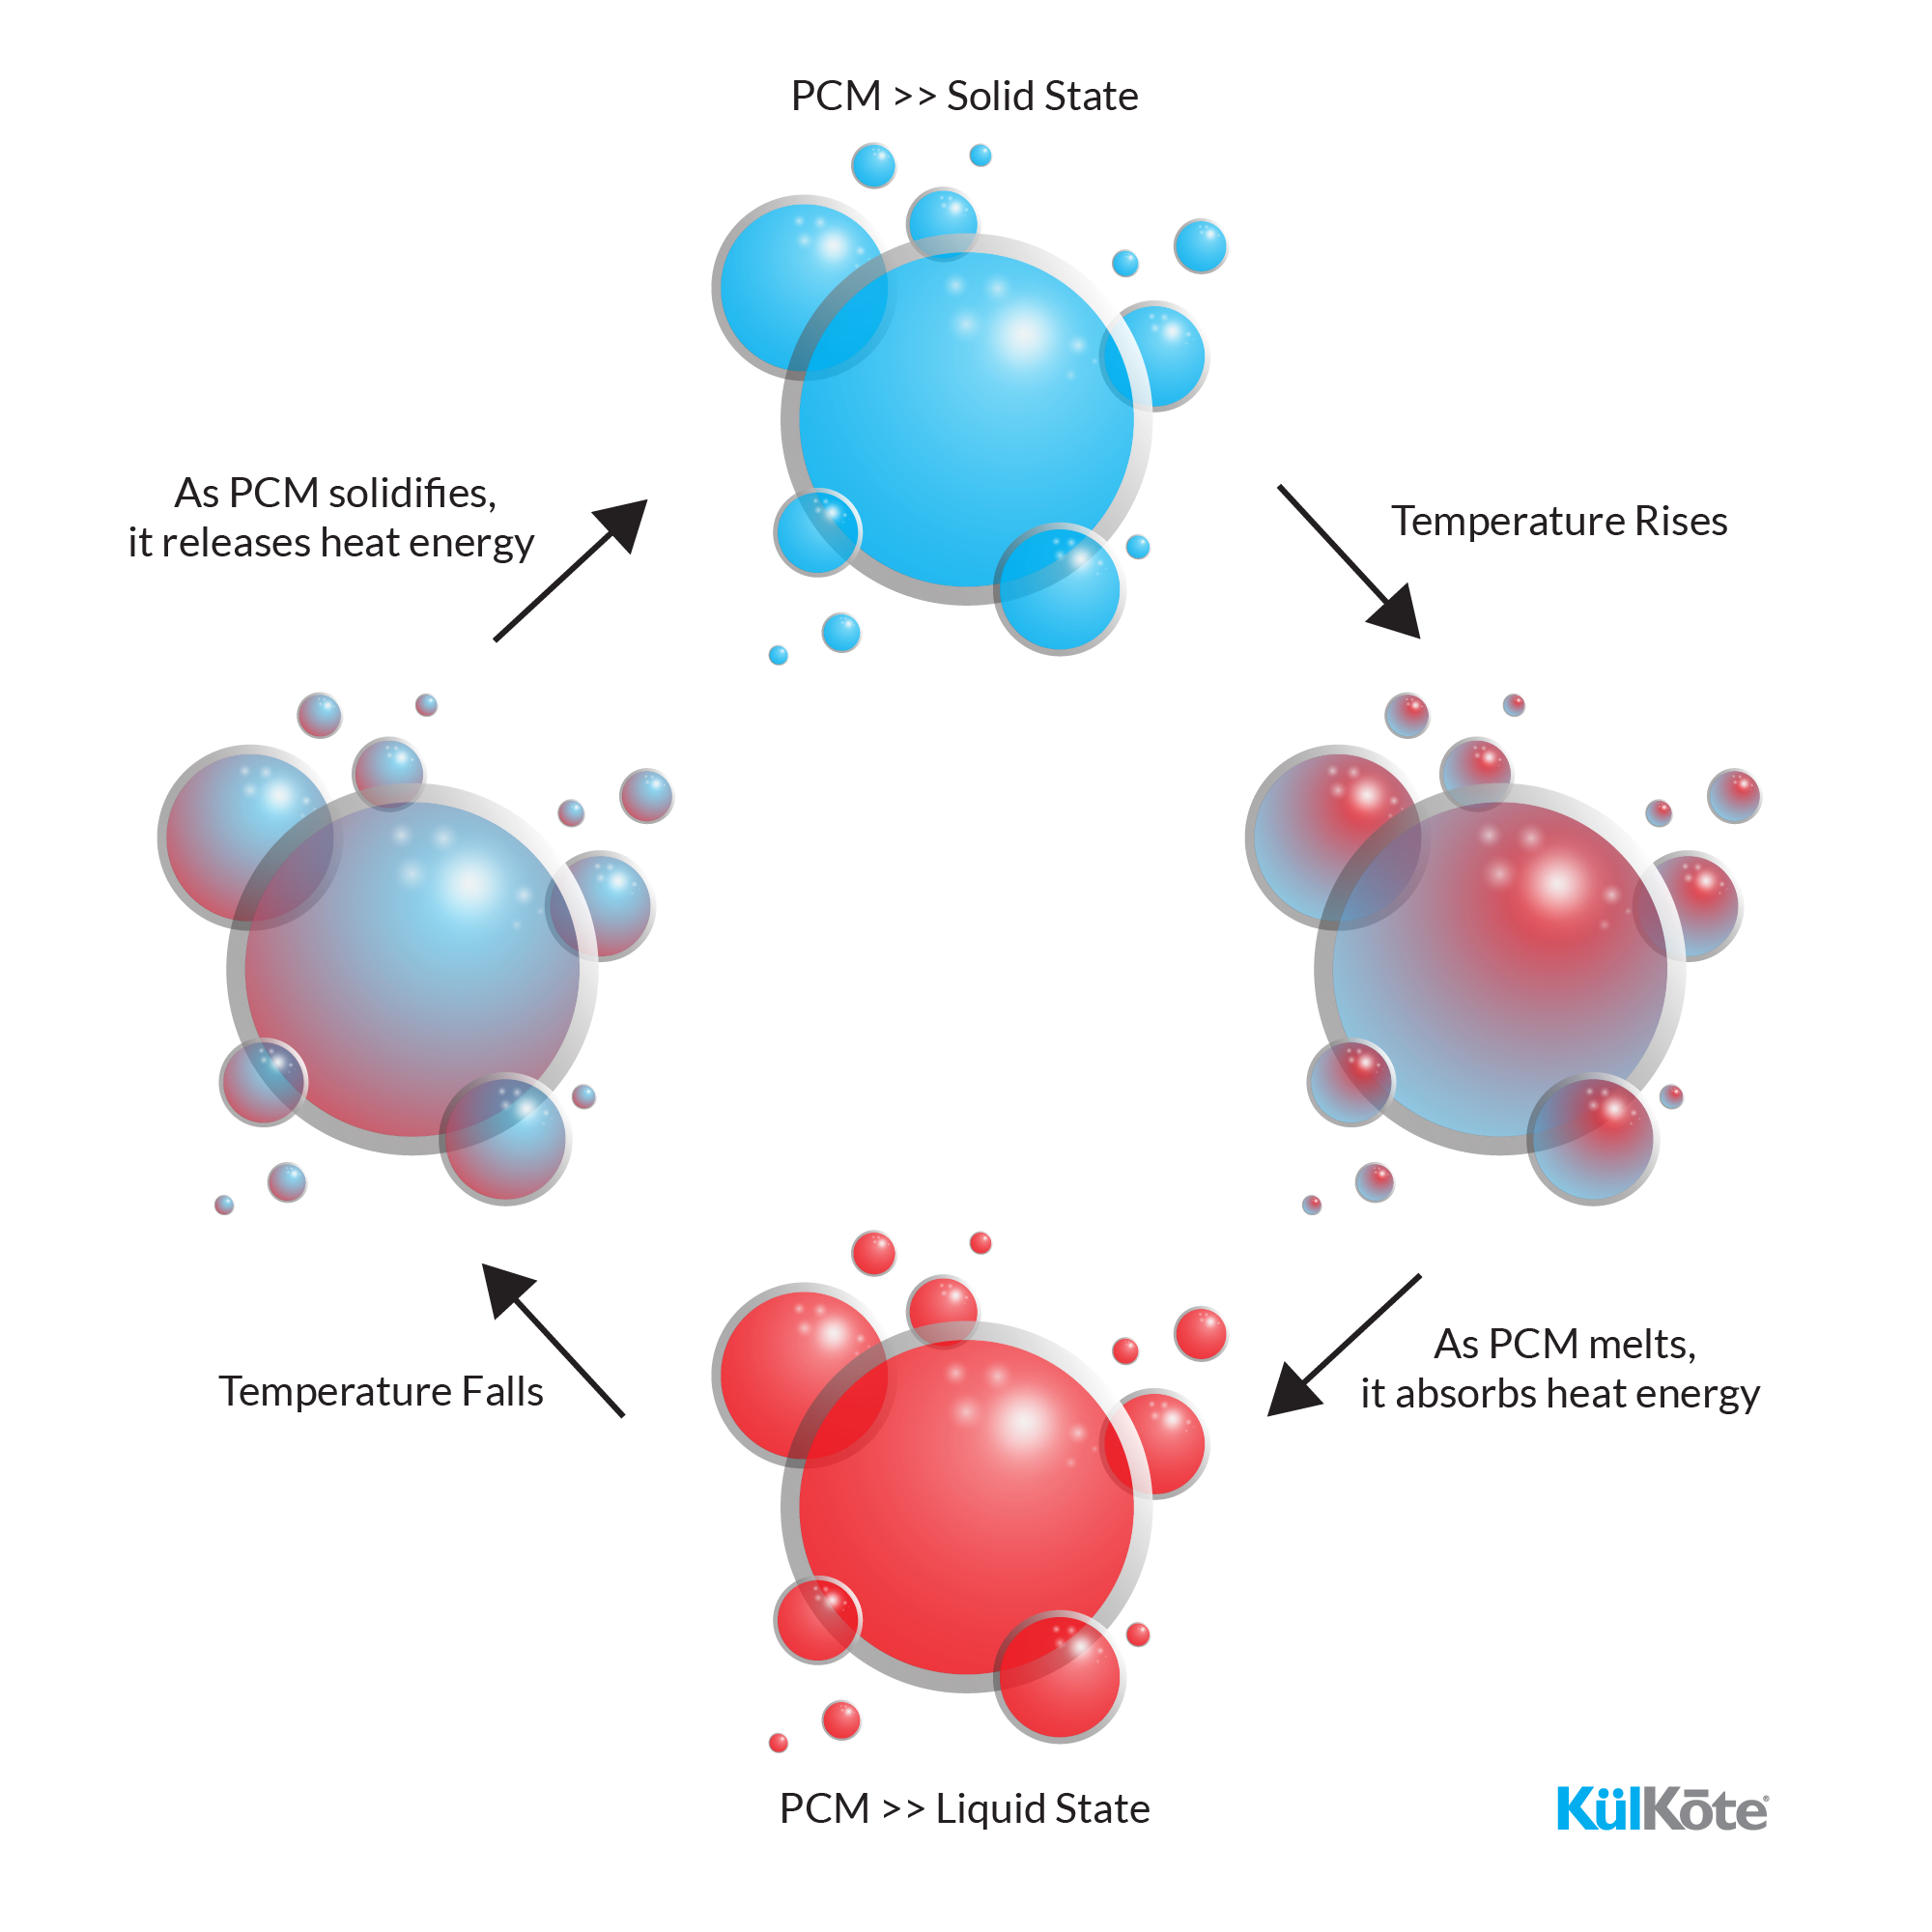 PCM >> Solid State
As PCM solidifies,
it releases heat energy
Temperature Rises
As PCM melts,
it absorbs heat energy
Temperature Falls
PCM >> Liquid State
KülKōte®